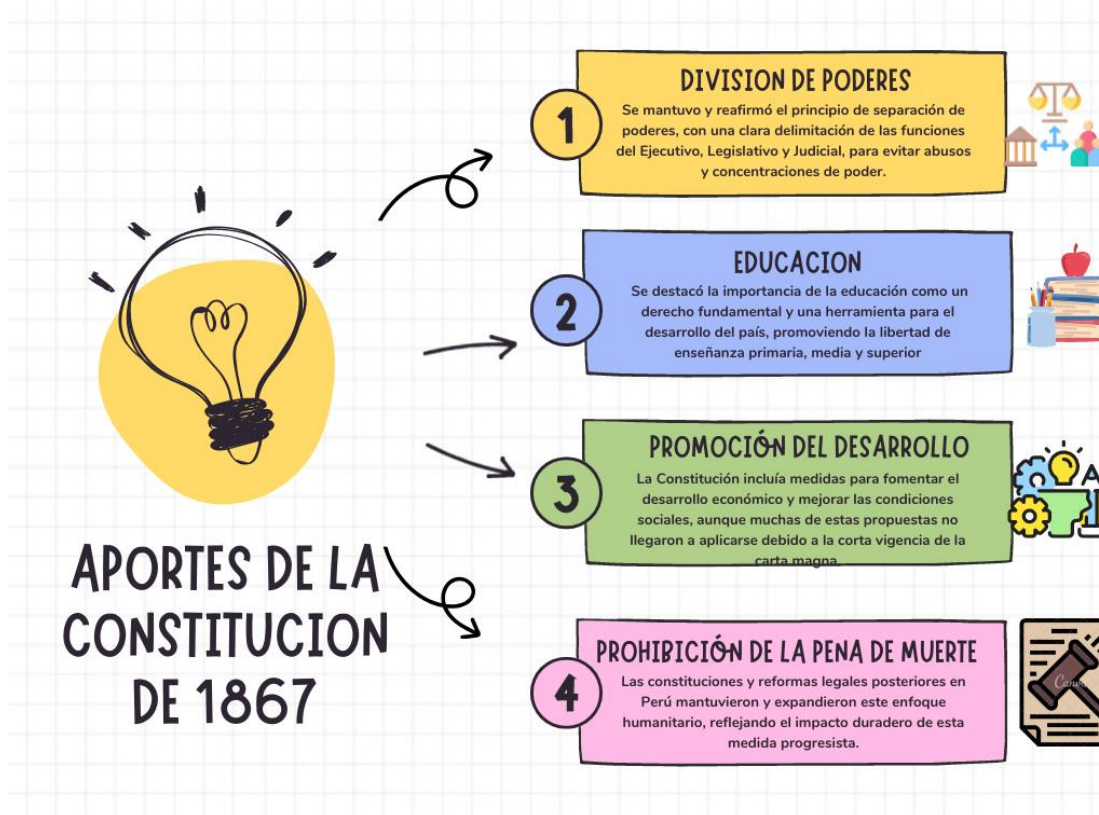 APORTES DE LA
CONSTITUCION
DE 1867
1
DIVISION DE PODERES
Se mantuvo y reafirmó el principio de separación de
poderes, con una clara delimitación de las funciones
del Ejecutivo, Legislativo y Judicial, para evitar abusos
y concentraciones de poder.
2
EDUCACION
Se destacó la importancia de la educación como un
derecho fundamental y una herramienta para el
desarrollo del país, promoviendo la libertad de
enseñanza primaria, media y superior
3
PROMOCIÓN DEL DESARROLLO
La Constitución incluía medidas para fomentar el
desarrollo económico y mejorar las condiciones
sociales, aunque muchas de estas propuestas no
llegaron a aplicarse debido a la corta vigencia de la
carta magna.
4
PROHIBICIÓN DE LA PENA DE MUERTE
Las constituciones y reformas legales posteriores en
Perú mantuvieron y expandieron este enfoque
humanitario, reflejando el impacto duradero de esta
medida progresista.